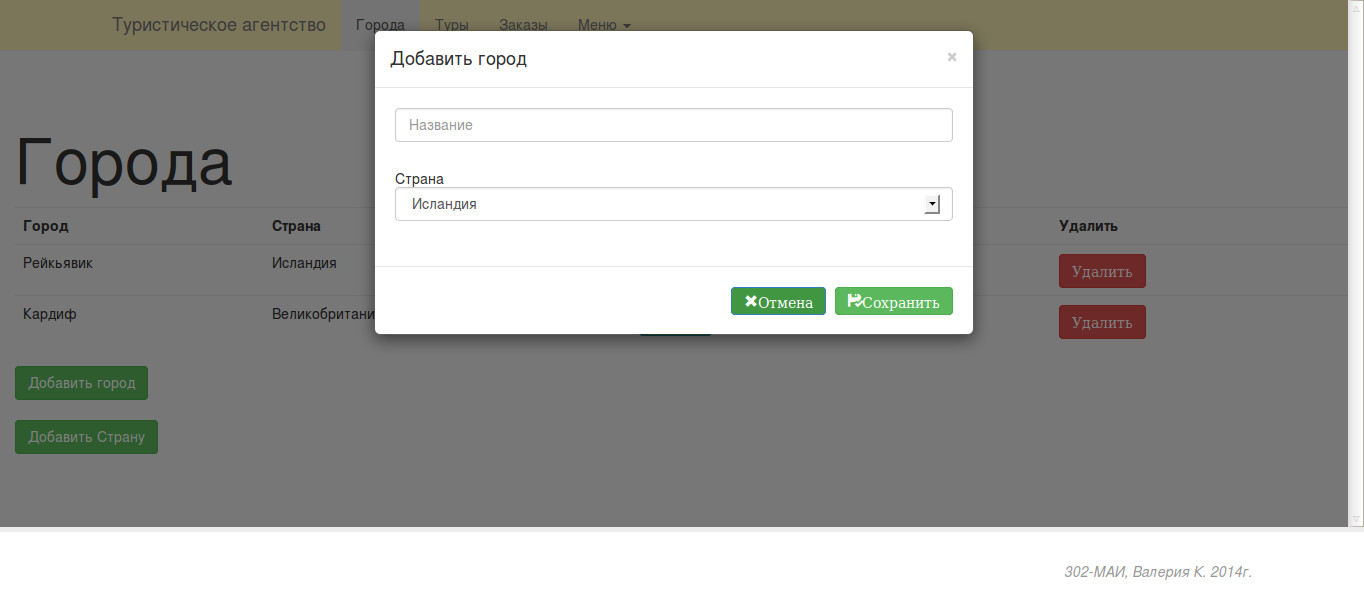 Туристическое агентство Города Туры Заказы Меню
Добавить город ×
Название
Города
Страна
Исландия
Город Страна Удалить
Рейкьявик Исландия Удалить
Отмена Сохранить
Кардиф Великобритани Удалить
Добавить город
Добавить Страну
302-МАИ, Валерия К. 2014г.